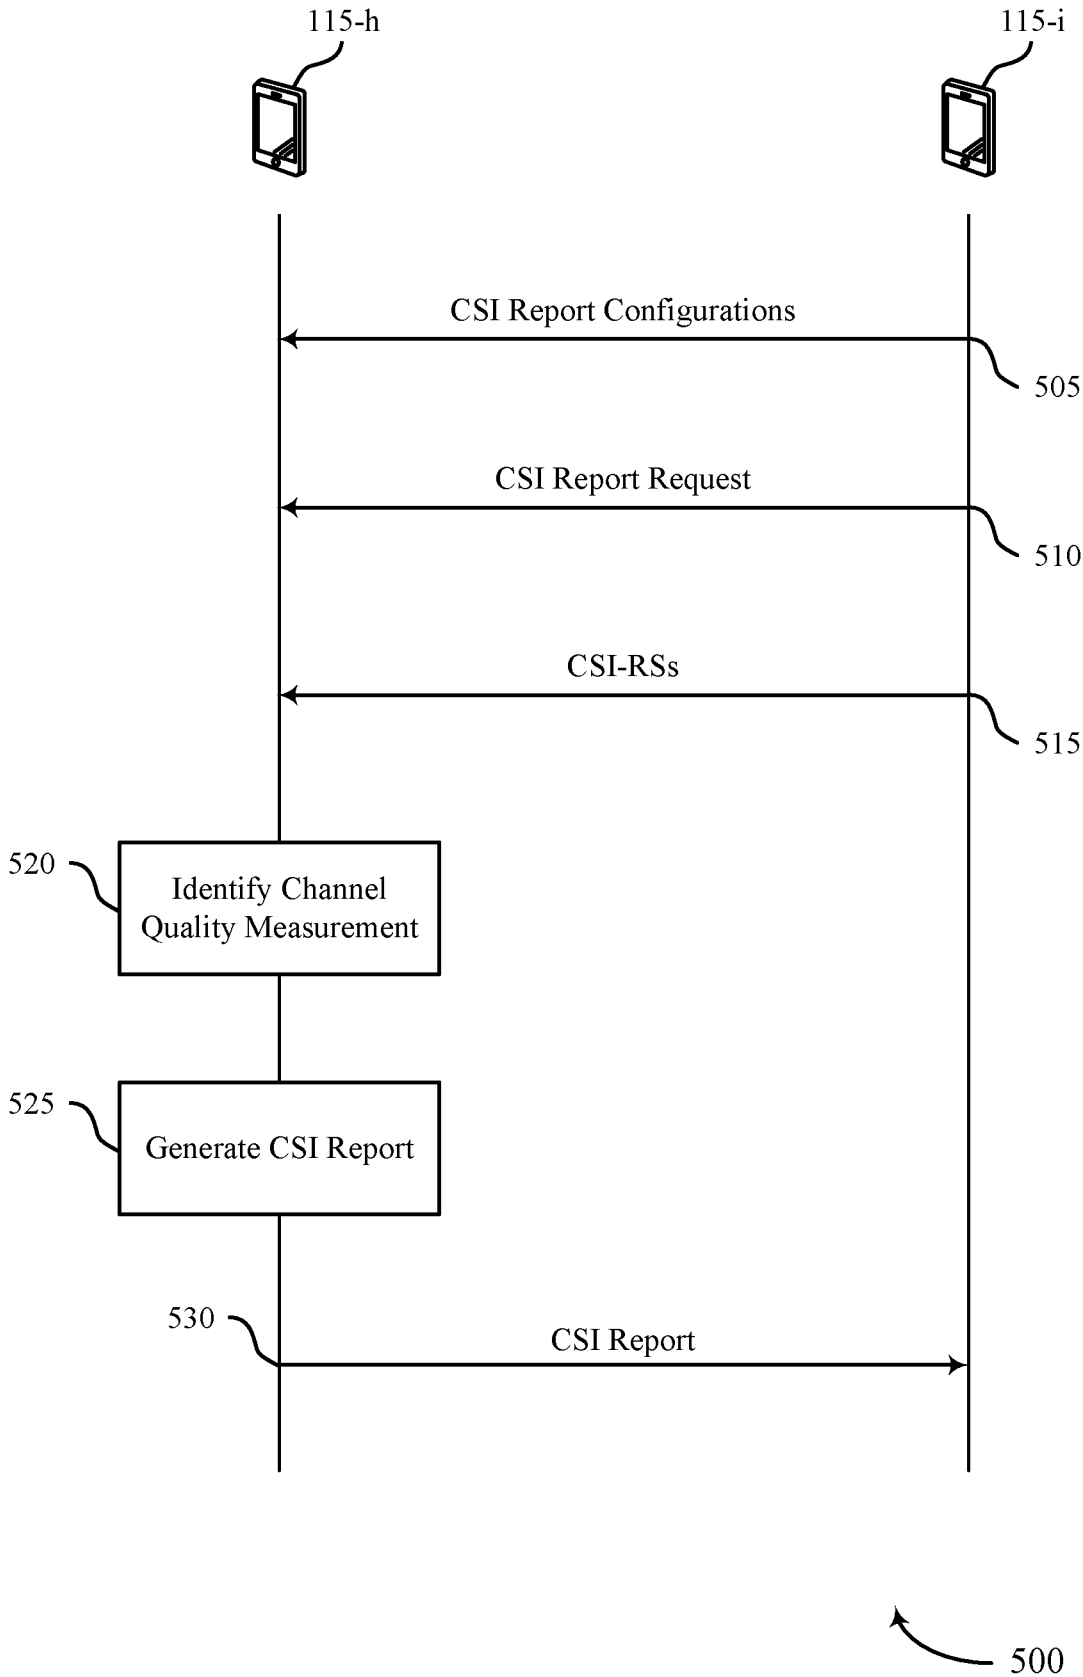 115-h
115-i
CSI Report Configurations
505
CSI Report Request
510
CSI-RSs
515
520
Identify Channel
Quality Measurement
525
Generate CSI Report
530
CSI Report
500